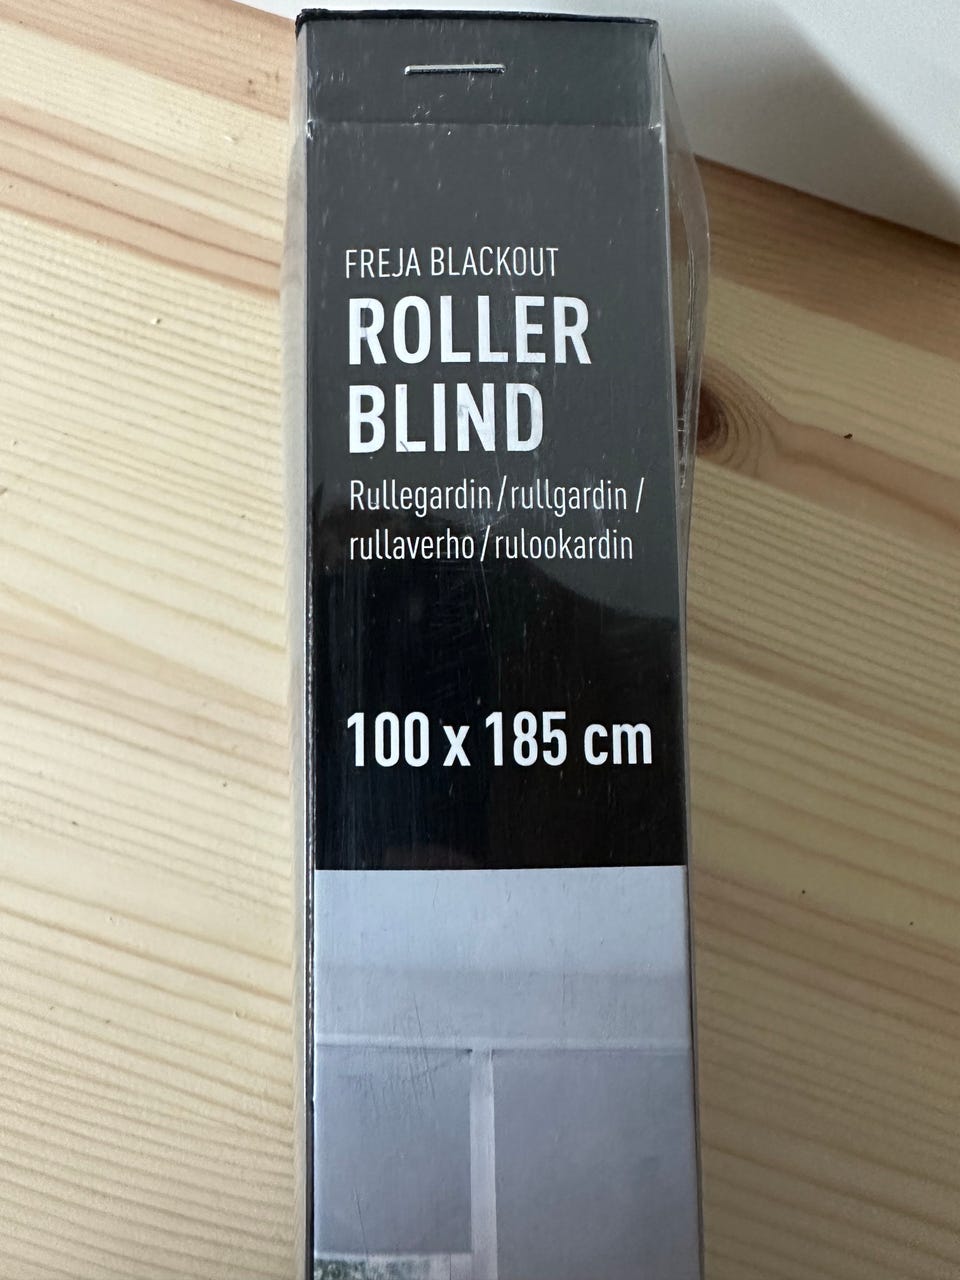 FREJA BLACKOUT
ROLLER
BLIND
Rullegardin/rullgardin/
rullaverho/rulookardin
100 x 185 cm